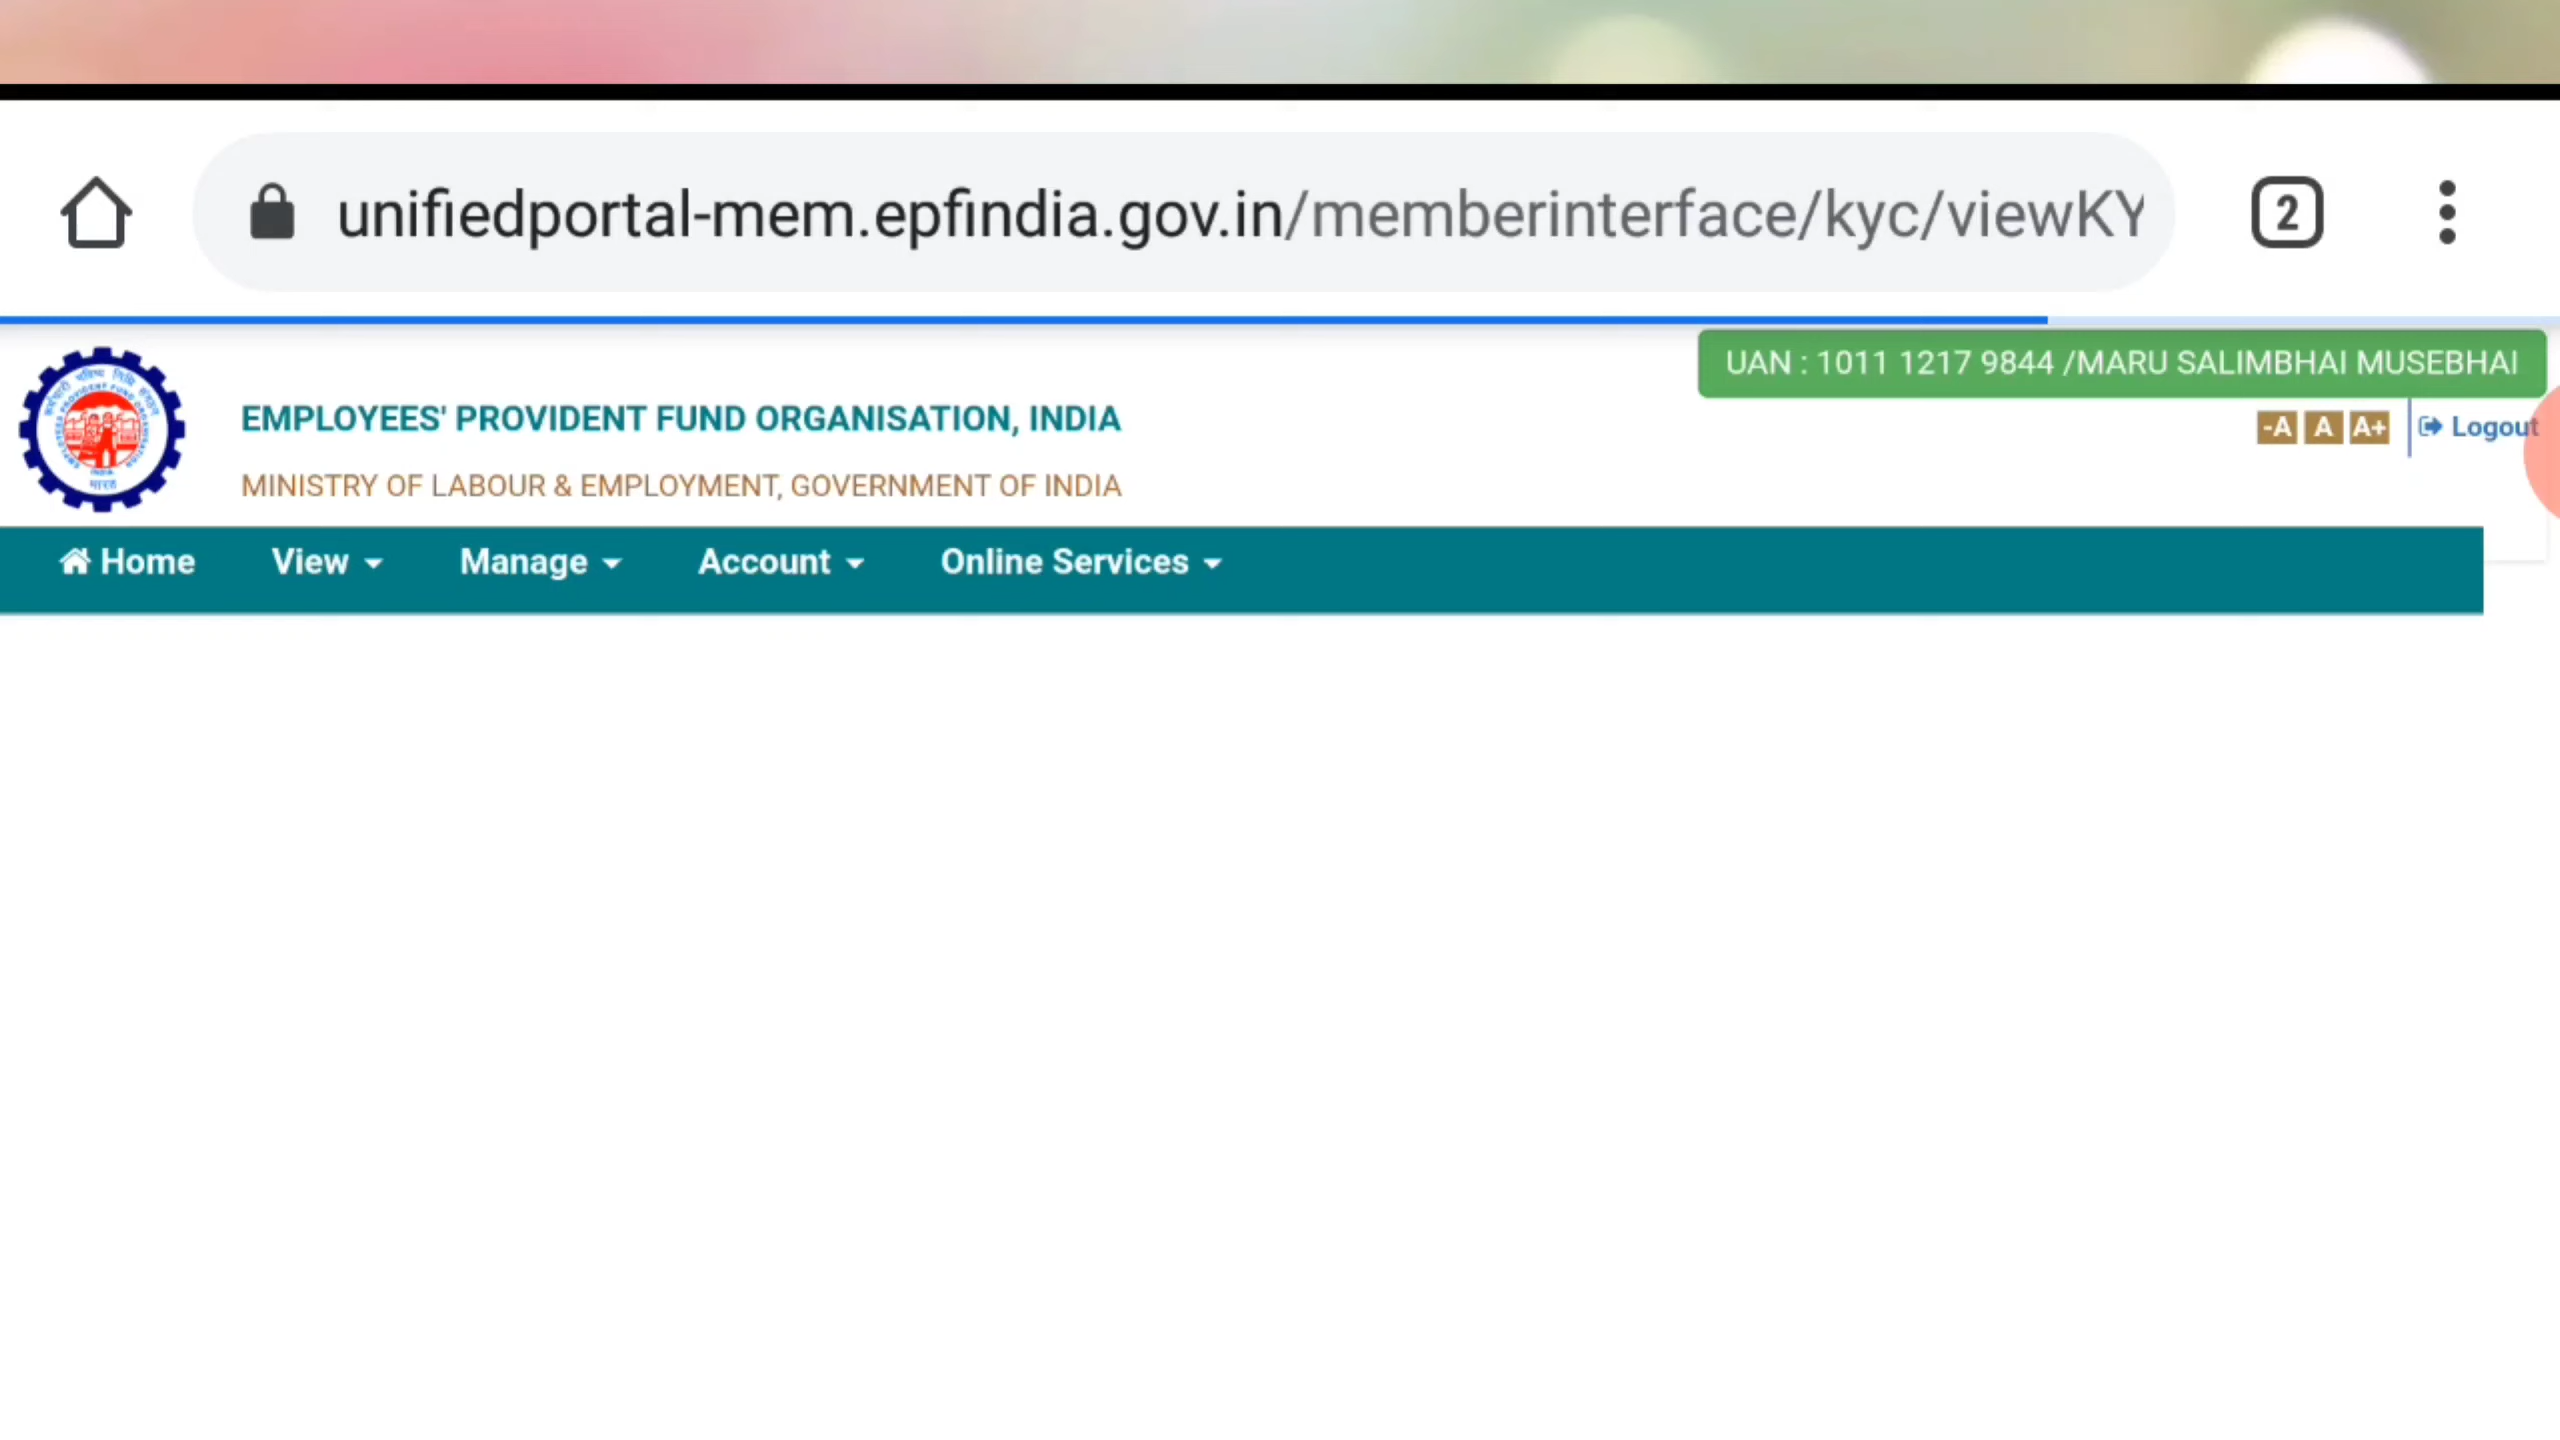 unifiedportal-mem.epfindia.gov.in/memberinterface/kyc/viewKY
2
UAN : 1011 1217 9844 /MARU SALIMBHAI MUSEBHAI
EMPLOYEES' PROVIDENT FUND ORGANISATION, INDIA
-A A A+ Logout
MINISTRY OF LABOUR & EMPLOYMENT, GOVERNMENT OF INDIA
Home View Manage Account Online Services